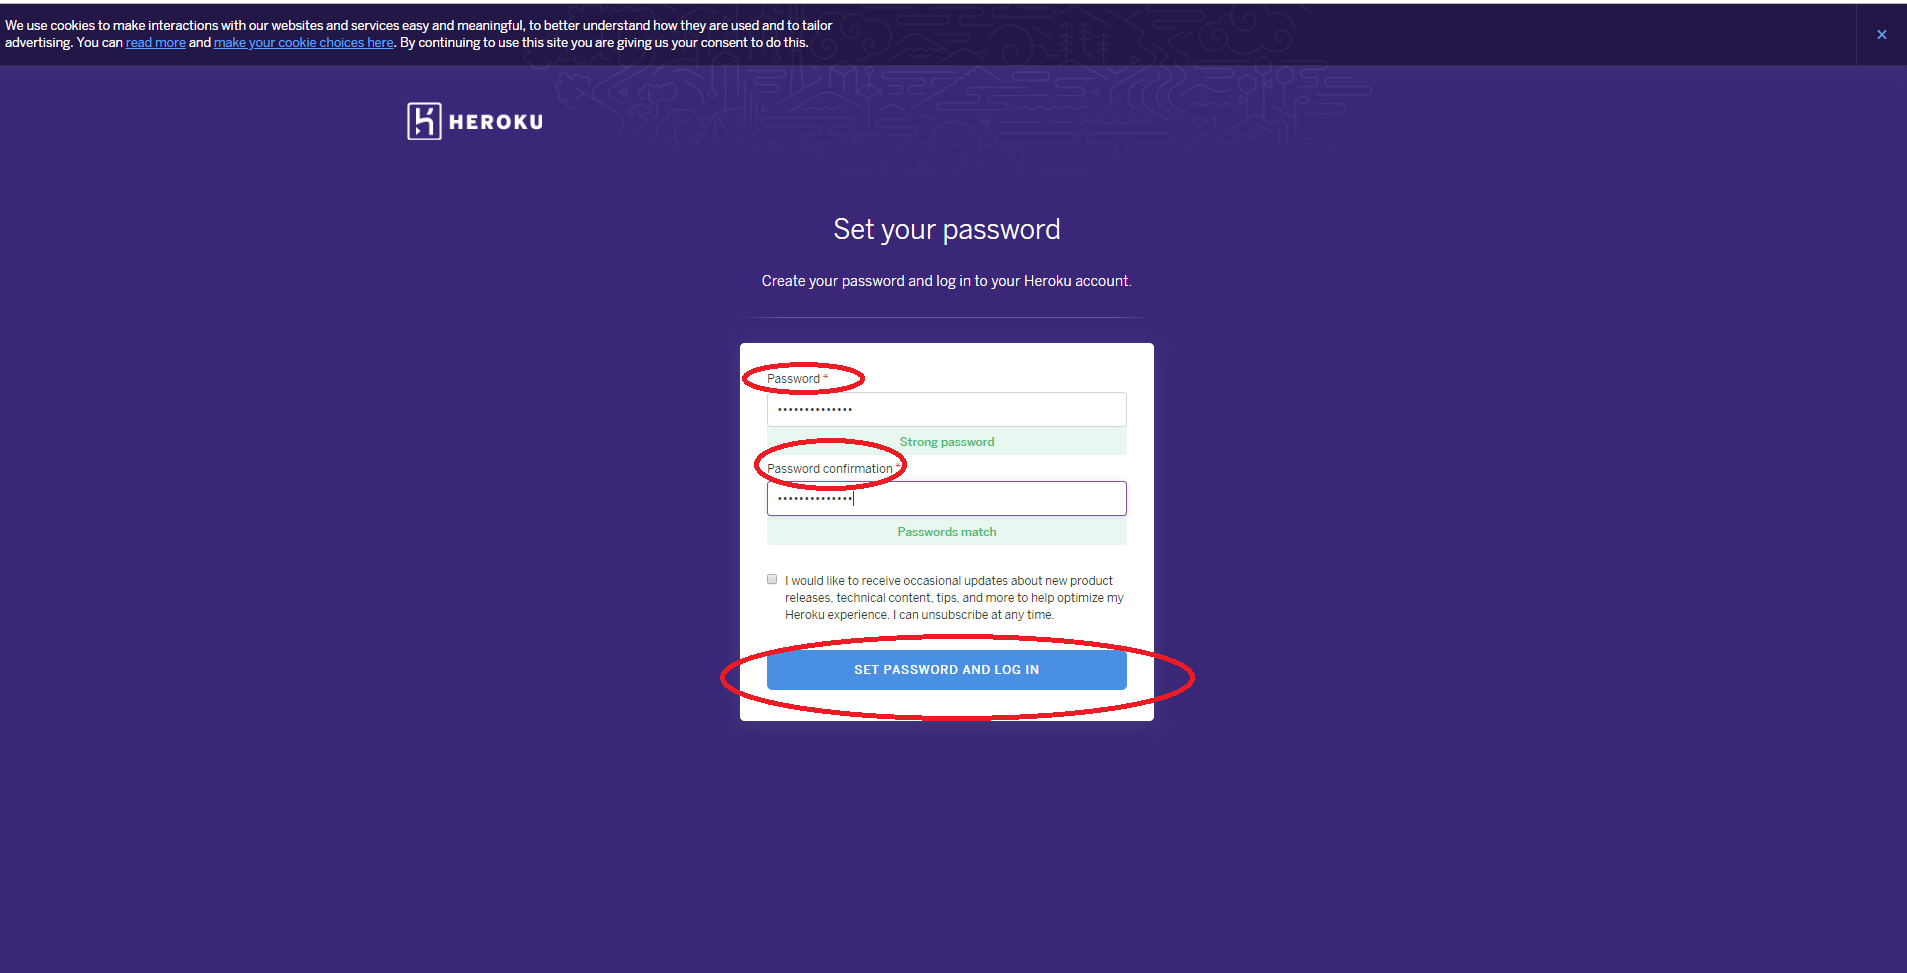 We use cookies to make interactions with our websites and services easy and meaningful, to better understand how they are used and to tailor
advertising. You can read more and make your cookie choices here. By continuing to use this site you are giving us your consent to do this.
×
HEROKU
Set your password
Create your password and log in to your Heroku account.
Password *
••••••••••••••
Strong password
Password confirmation *
••••••••••••••
Passwords match
I would like to receive occasional updates about new product
releases, technical content, tips, and more to help optimize my
Heroku experience. I can unsubscribe at any time.
SET PASSWORD AND LOG IN